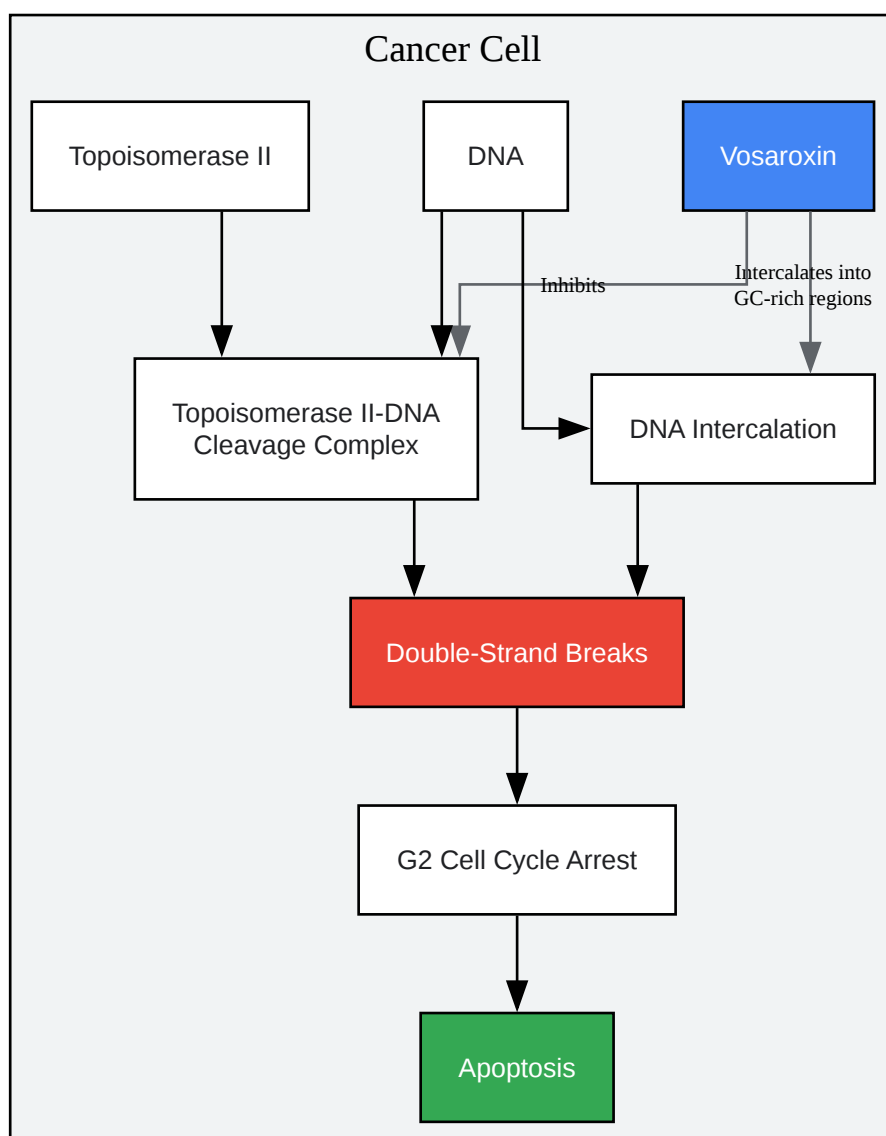 Cancer Cell
Topoisomerase II
DNA
Vosaroxin
Inhibits
Intercalates into
GC-rich regions
Topoisomerase II-DNA
Cleavage Complex
DNA Intercalation
Double-Strand Breaks
G2 Cell Cycle Arrest
Apoptosis